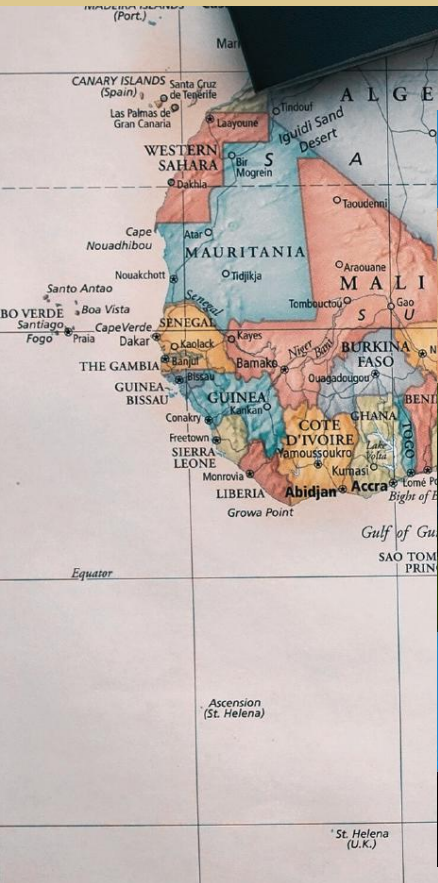 MADEIRA ISLANDS
(Port.)
CANARY ISLANDS
(Spain)
Santa Cruz
de Tenerife
Las Palmas de
Gran Canaria
Tindouf
ALGE
Laayoune
Iguidi Sand
Desert
WESTERN
SAHARA
Bir
Mogrein
S A
Dakhla
Taoudenni
Cape
Nouadhibou
Atar
MAURITANIA
Nouakchott
Tidjikja
Araouane
MALI
Santo Antao
Tombouctou
Gao
BO VERDE
Boa Vista
Senegal
S U
Santiago
Fogo
Praia
CapeVerde
SENEGAL
Dakar
Kaolack
Kayes
Niger
Bani
BURKINA
FASO
N
THE GAMBIA
Banjul
Bamako
Ouagadougou
GUINEA-
BISSAU
Bissau
GUINEA
Kankan
BENI
Conakry
COTE
D'IVOIRE
GHANA
TOGO
Freetown
Yamoussoukro
Lake
Volta
SIERRA
LEONE
Kumasi
Monrovia
LIBERIA
Abidjan
Accra
Lomé
Po
Bight of B
Growa Point
Gulf of Gu
SAO TOM
PRIN
Equator
Ascension
(St. Helena)
St. Helena
(U.K.)